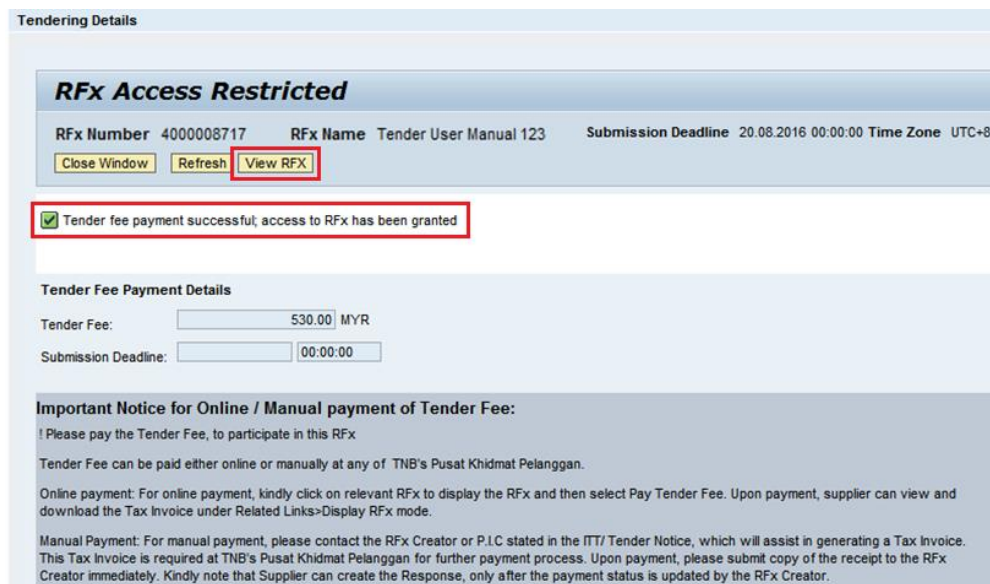 Tendering Details
RFx Access Restricted
RFx Number 4000008717 RFx Name Tender User Manual 123 Submission Deadline 20.08.2016 00:00:00 Time Zone UTC+8
Close Window Refresh View RFX
Tender fee payment successful; access to RFx has been granted
Tender Fee Payment Details
Tender Fee: 530.00 MYR
Submission Deadline: 00:00:00
Important Notice for Online / Manual payment of Tender Fee:
! Please pay the Tender Fee, to participate in this RFx
Tender Fee can be paid either online or manually at any of TNB's Pusat Khidmat Pelanggan.
Online payment: For online payment, kindly click on relevant RFx to display the RFx and then select Pay Tender Fee. Upon payment, supplier can view and
download the Tax Invoice under Related Links>Display RFx mode.
Manual Payment: For manual payment, please contact the RFx Creator or P.I.C stated in the ITT/ Tender Notice, which will assist in generating a Tax Invoice.
This Tax Invoice is required at TNB's Pusat Khidmat Pelanggan for further payment process. Upon payment, please submit copy of the receipt to the RFx
Creator immediately. Kindly note that Supplier can create the Response, only after the payment status is updated by the RFx Creator.